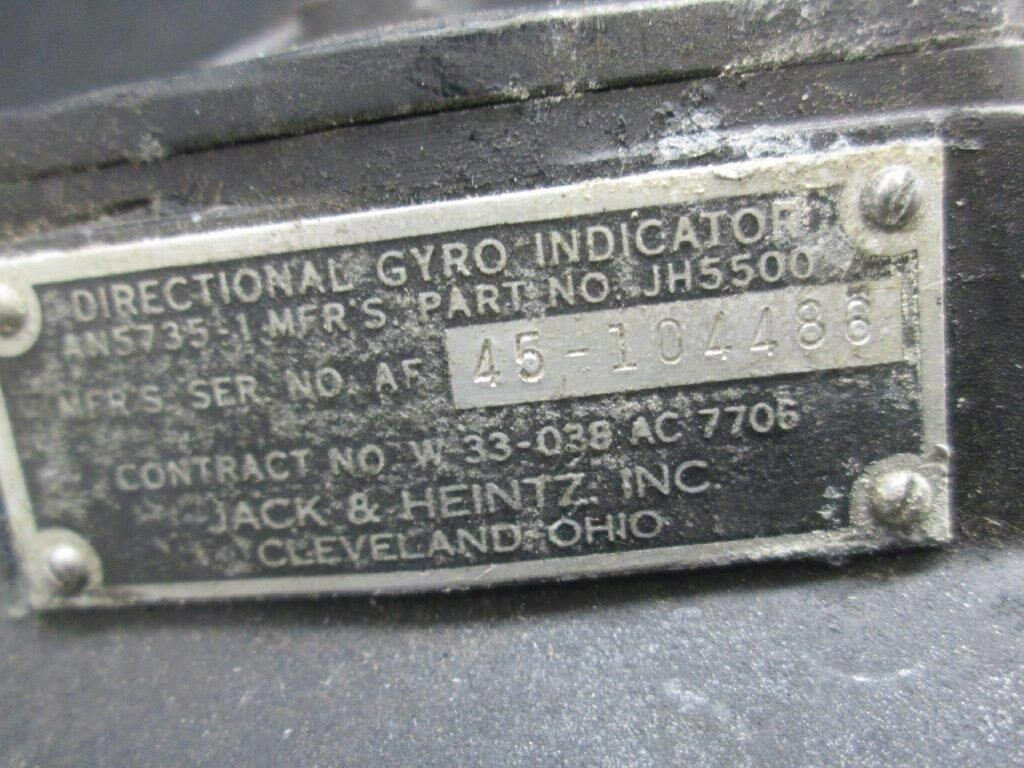 DIRECTIONAL GYRO INDICATOR
AN5735-1 MFR'S. PART NO. JH5500
MFR'S. SER. NO. AF 45-104486
CONTRACT NO. W 33-038 AC 7706
JACK & HEINTZ, INC.
CLEVELAND, OHIO